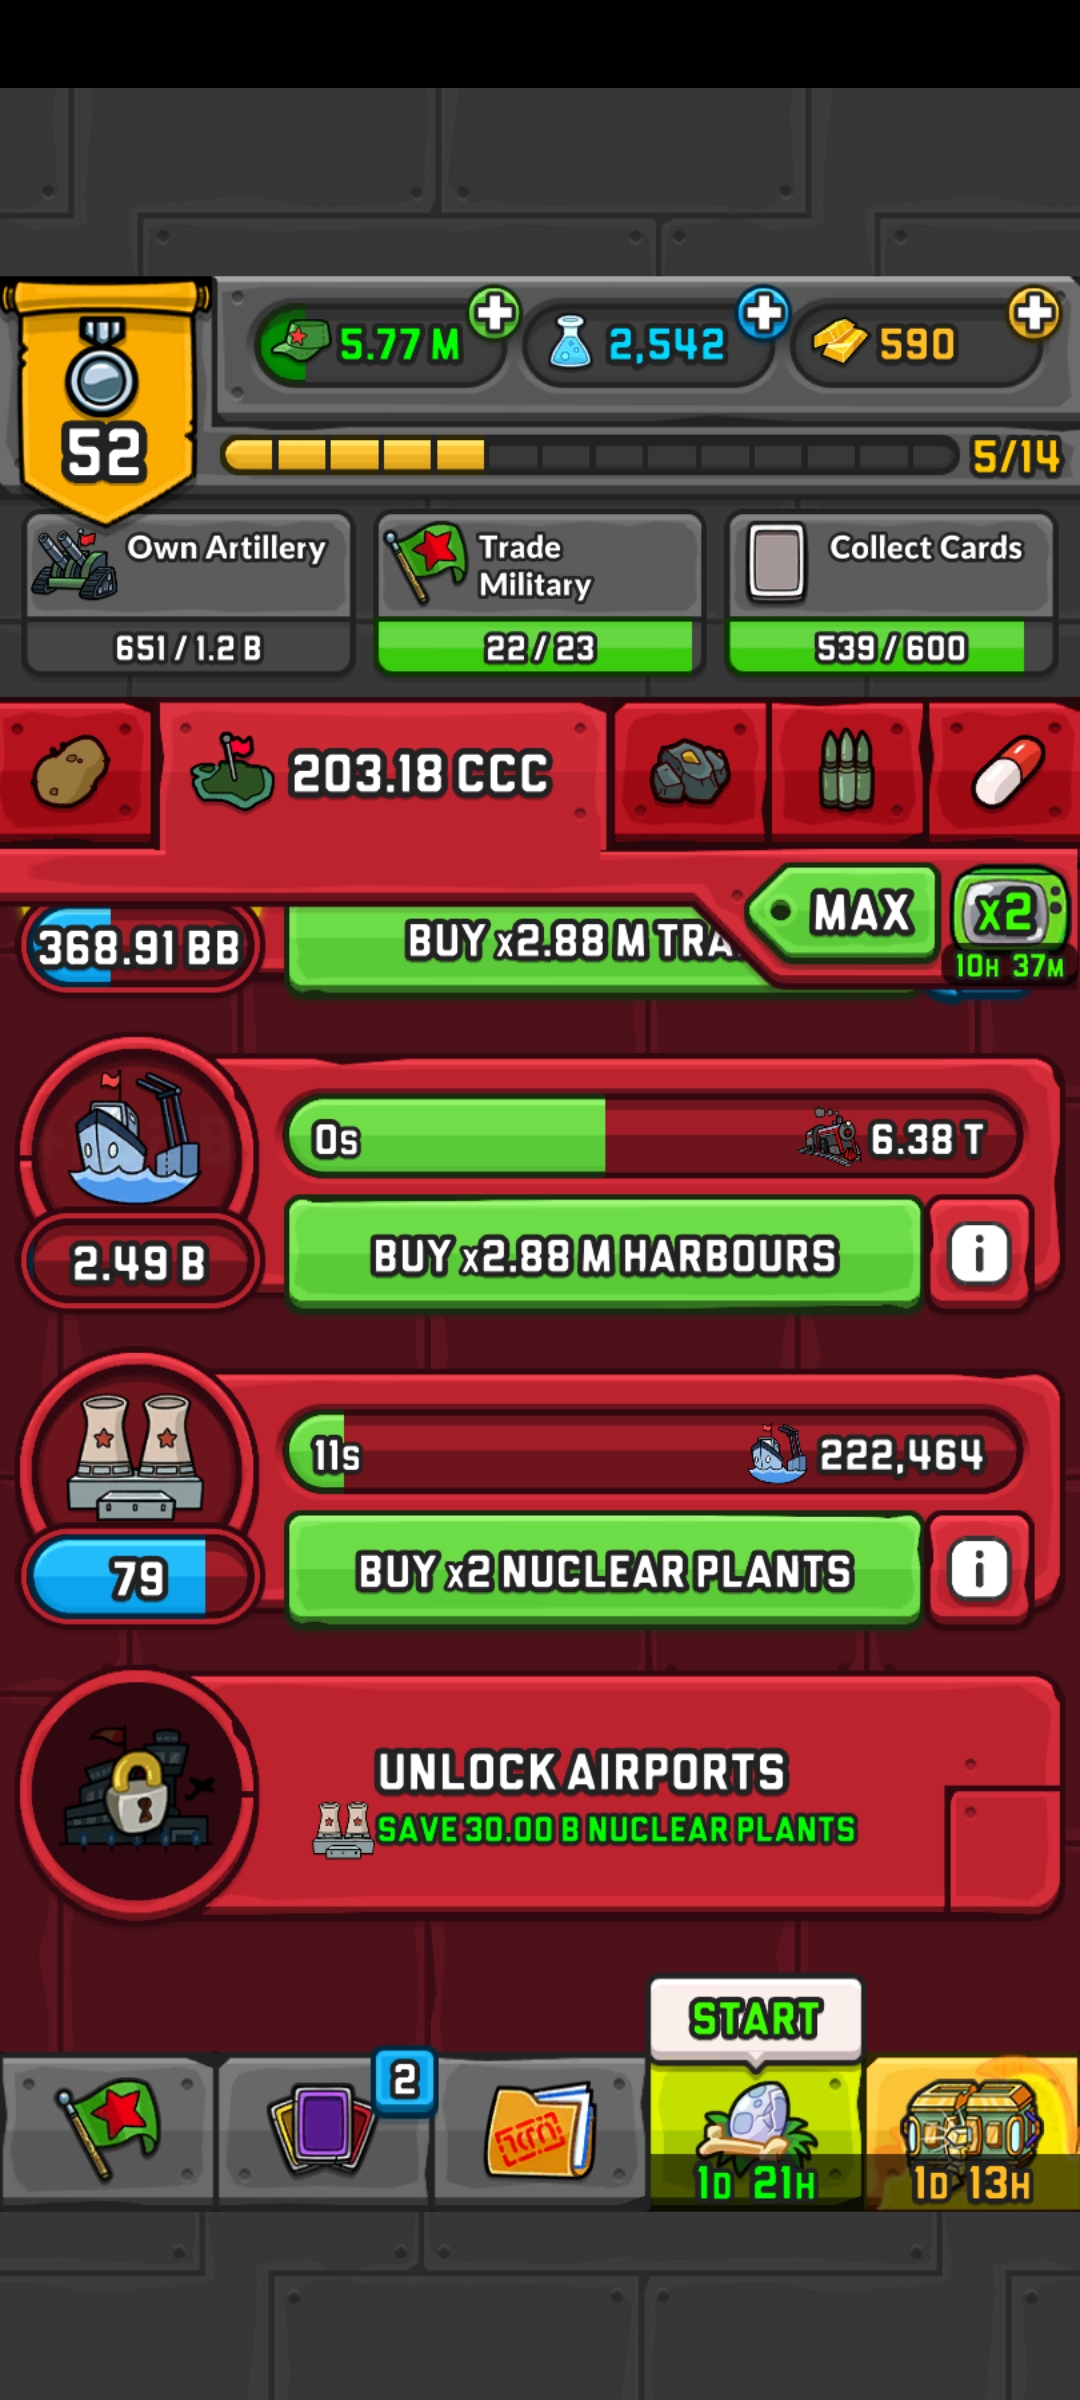 5.77 M
2,542
590
52
5/14
Own Artillery
651 / 1.2 B
Trade
Military
22 / 23
Collect Cards
539 / 600
203.18 CCC
MAX
x2
10H 37M
368.91 BB
BUY x2.88 M TRA
0s
6.38 T
2.49 B
BUY x2.88 M HARBOURS
i
11s
222,464
79
BUY x2 NUCLEAR PLANTS
i
UNLOCK AIRPORTS
SAVE 30.00 B NUCLEAR PLANTS
START
2
1D 21H
1D 13H